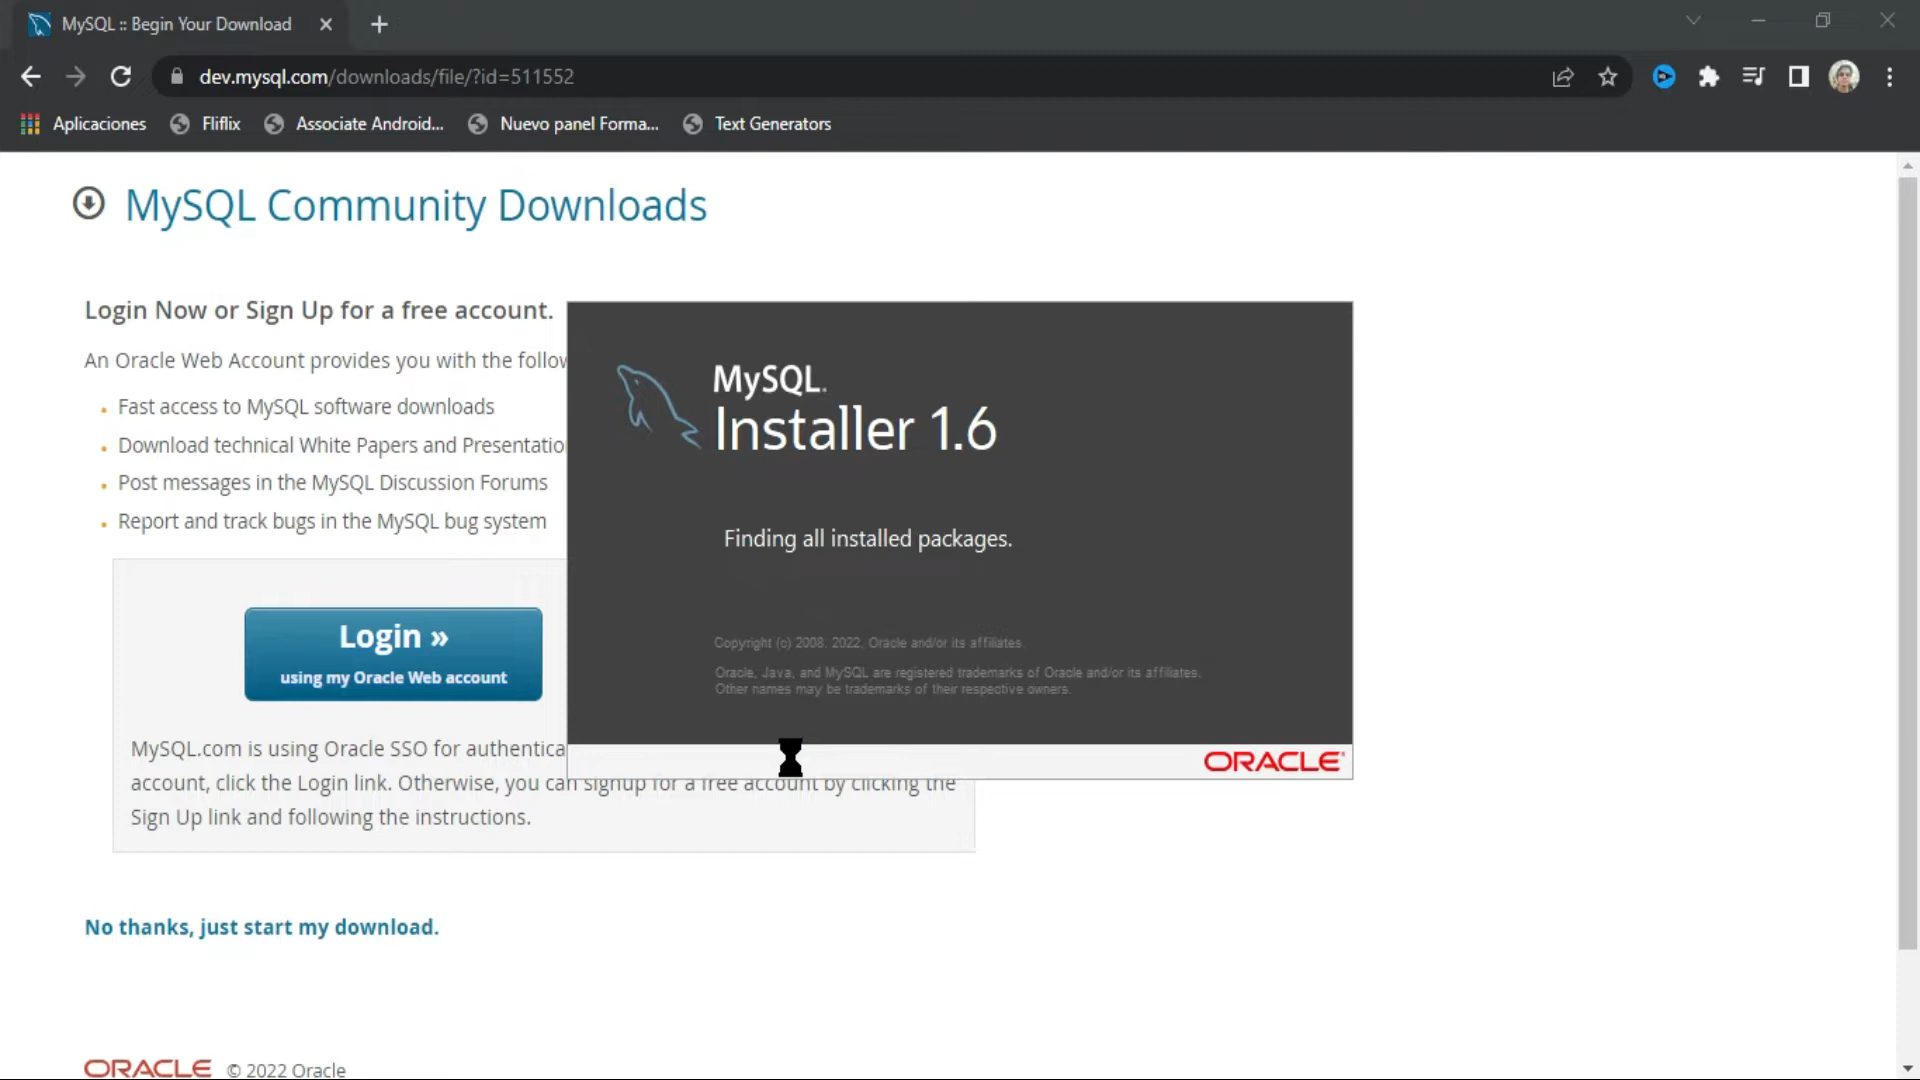 MySQL :: Begin Your Download
dev.mysql.com/downloads/file/?id=511552
Aplicaciones
Fliflix
Associate Android...
Nuevo panel Forma...
Text Generators
MySQL Community Downloads
Login Now or Sign Up for a free account.
An Oracle Web Account provides you with the follow
Fast access to MySQL software downloads
Download technical White Papers and Presentatio
Post messages in the MySQL Discussion Forums
Report and track bugs in the MySQL bug system
Login »
using my Oracle Web account
MySQL.com is using Oracle SSO for authentica
account, click the Login link. Otherwise, you can signup for a free account by clicking the
Sign Up link and following the instructions.
No thanks, just start my download.
ORACLE © 2022 Oracle
MySQL.
Installer 1.6
Finding all installed packages.
Copyright (c) 2008, 2022, Oracle and/or its affiliates.
Oracle, Java, and MySQL are registered trademarks of Oracle and/or its affiliates.
Other names may be trademarks of their respective owners.
ORACLE